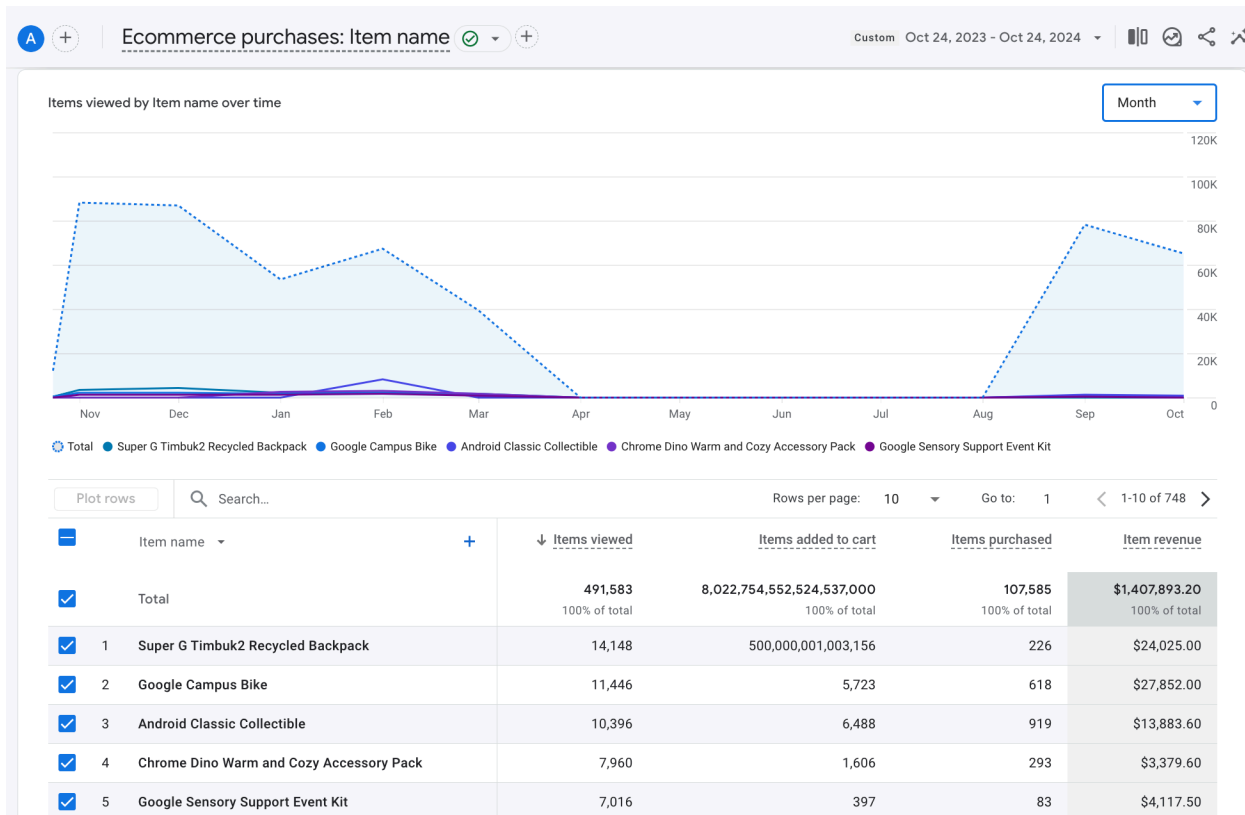 A
Ecommerce purchases: Item name
Custom Oct 24, 2023 - Oct 24, 2024
Items viewed by Item name over time
Month
120K
100K
80K
60K
40K
20K
0
Nov Dec Jan Feb Mar Apr May Jun Jul Aug Sep Oct
Total Super G Timbuk2 Recycled Backpack Google Campus Bike Android Classic Collectible Chrome Dino Warm and Cozy Accessory Pack Google Sensory Support Event Kit
Plot rows Search... Rows per page: 10 Go to: 1 1-10 of 748
Item name + Items viewed Items added to cart Items purchased Item revenue
Total 491,583 8,022,754,552,524,537,000 107,585 $1,407,893.20
100% of total 100% of total 100% of total 100% of total
1 Super G Timbuk2 Recycled Backpack 14,148 500,000,001,003,156 226 $24,025.00
2 Google Campus Bike 11,446 5,723 618 $27,852.00
3 Android Classic Collectible 10,396 6,488 919 $13,883.60
4 Chrome Dino Warm and Cozy Accessory Pack 7,960 1,606 293 $3,379.60
5 Google Sensory Support Event Kit 7,016 397 83 $4,117.50